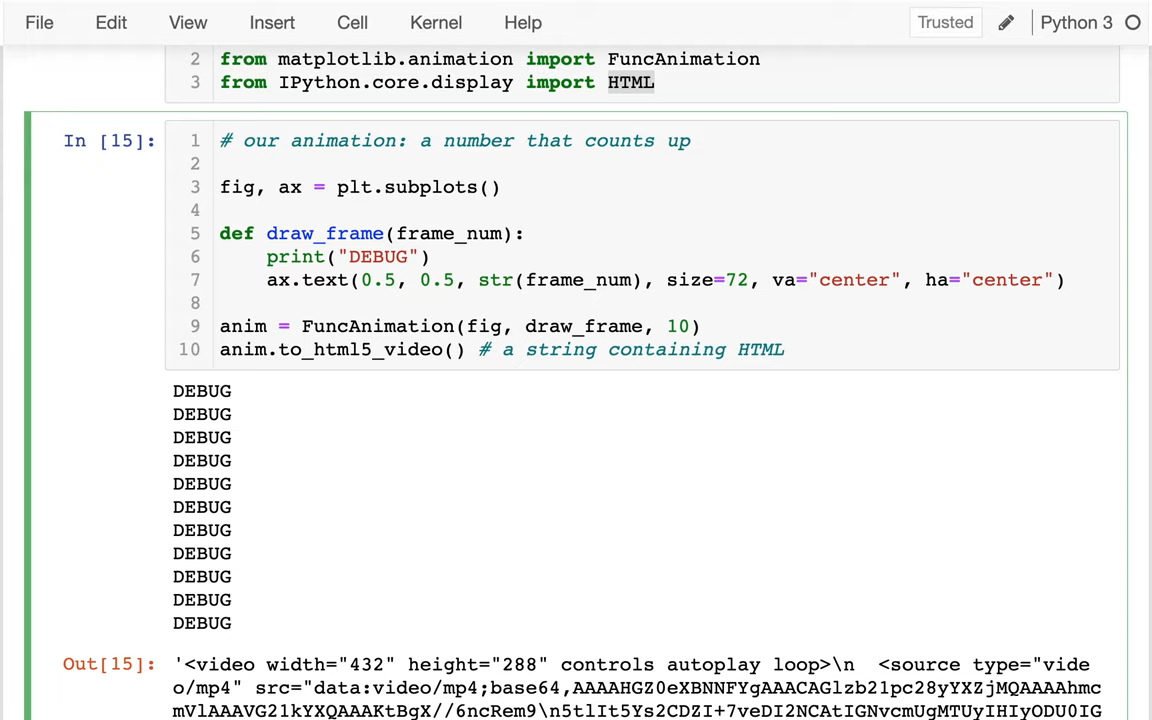 File Edit View Insert Cell Kernel Help Trusted Python 3
2 from matplotlib.animation import FuncAnimation
3 from IPython.core.display import HTML
In [15]: 1 # our animation: a number that counts up
2
3 fig, ax = plt.subplots()
4
5 def draw_frame(frame_num):
6     print("DEBUG")
7     ax.text(0.5, 0.5, str(frame_num), size=72, va="center", ha="center")
8
9 anim = FuncAnimation(fig, draw_frame, 10)
10 anim.to_html5_video() # a string containing HTML
DEBUG
DEBUG
DEBUG
DEBUG
DEBUG
DEBUG
DEBUG
DEBUG
DEBUG
DEBUG
DEBUG
Out[15]: '<video width="432" height="288" controls autoplay loop>\n  <source type="vide
o/mp4" src="data:video/mp4;base64,AAAAHGZ0eXBNNFYgAAACAGlzb21pc28yYXZjMQAAAAhmc
mVlAAAVG21kYXQAAAKtBgX//6ncRem9\n5tlIt5Ys2CDZI+7veDI2NCAtIGNvcmUgMTUyIHIyODU0IG